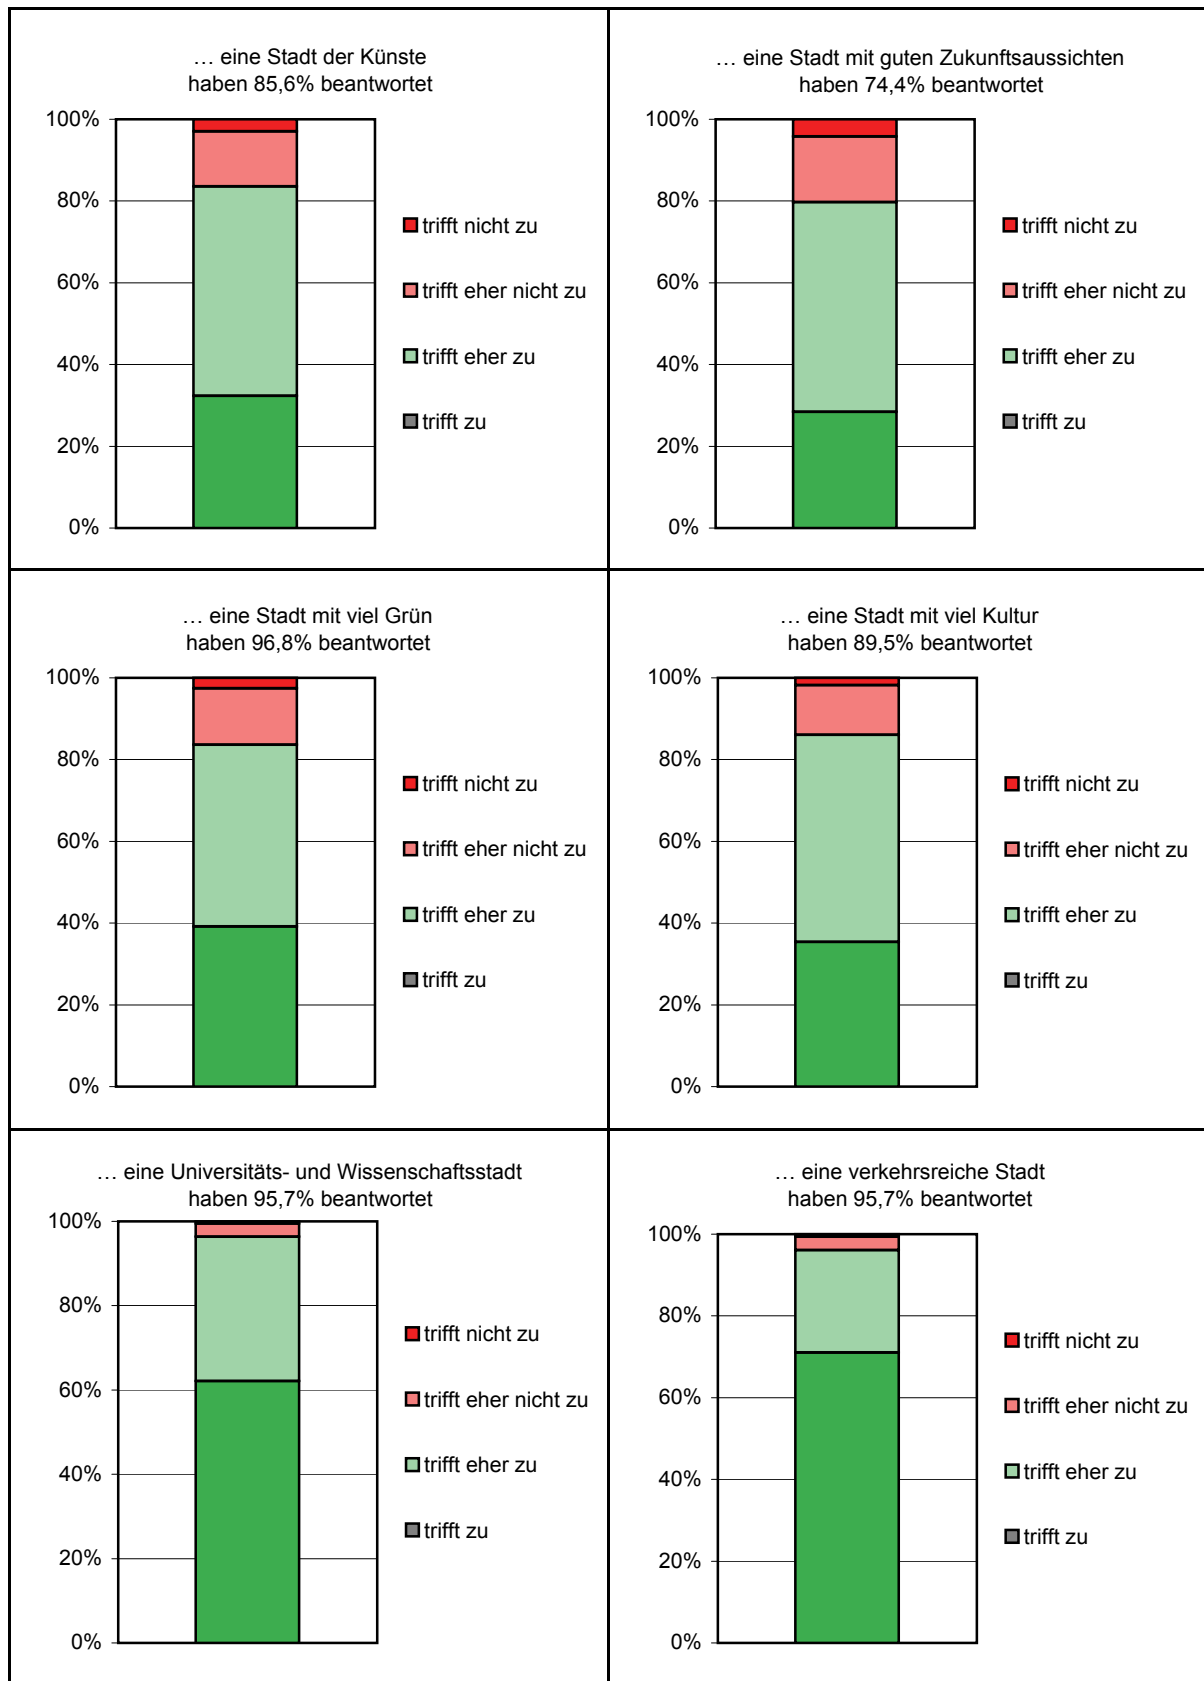 … eine Stadt der Künste
haben 85,6% beantwortet
100%
80%
60%
40%
20%
0%
trifft nicht zu
trifft eher nicht zu
trifft eher zu
trifft zu
… eine Stadt mit guten Zukunftsaussichten
haben 74,4% beantwortet
100%
80%
60%
40%
20%
0%
trifft nicht zu
trifft eher nicht zu
trifft eher zu
trifft zu
… eine Stadt mit viel Grün
haben 96,8% beantwortet
100%
80%
60%
40%
20%
0%
trifft nicht zu
trifft eher nicht zu
trifft eher zu
trifft zu
… eine Stadt mit viel Kultur
haben 89,5% beantwortet
100%
80%
60%
40%
20%
0%
trifft nicht zu
trifft eher nicht zu
trifft eher zu
trifft zu
… eine Universitäts- und Wissenschaftsstadt
haben 95,7% beantwortet
100%
80%
60%
40%
20%
0%
trifft nicht zu
trifft eher nicht zu
trifft eher zu
trifft zu
… eine verkehrsreiche Stadt
haben 95,7% beantwortet
100%
80%
60%
40%
20%
0%
trifft nicht zu
trifft eher nicht zu
trifft eher zu
trifft zu